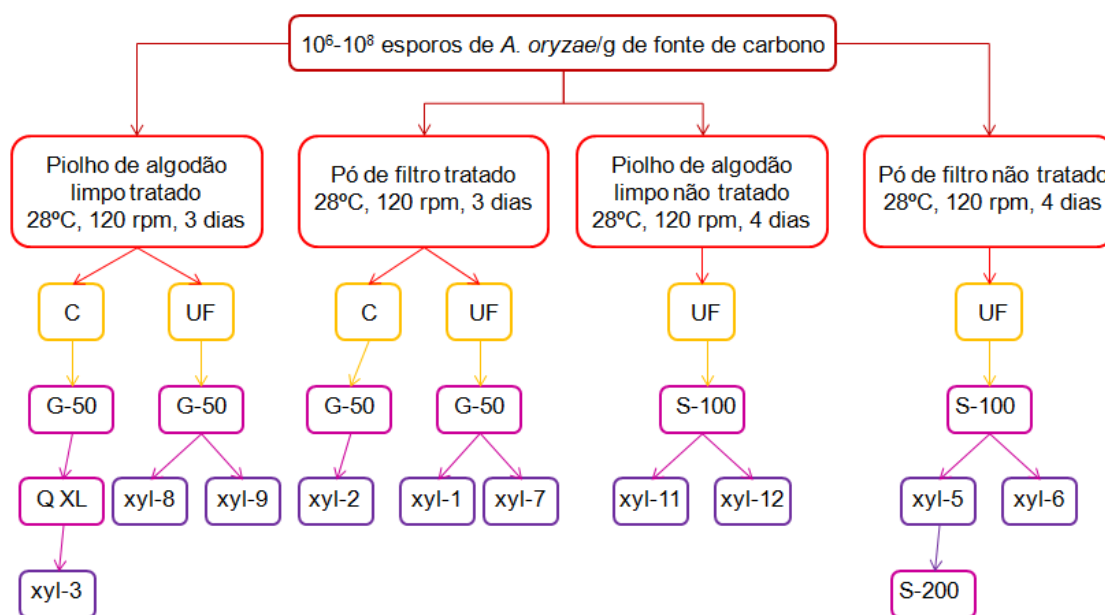 10⁶-10⁸ esporos de A. oryzae/g de fonte de carbono
Piolho de algodão
limpo tratado
28ºC, 120 rpm, 3 dias
Pó de filtro tratado
28ºC, 120 rpm, 3 dias
Piolho de algodão
limpo não tratado
28ºC, 120 rpm, 4 dias
Pó de filtro não tratado
28ºC, 120 rpm, 4 dias
C
UF
C
UF
UF
UF
G-50
G-50
G-50
G-50
S-100
S-100
Q XL
xyl-8
xyl-9
xyl-2
xyl-1
xyl-7
xyl-11
xyl-12
xyl-5
xyl-6
xyl-3
S-200